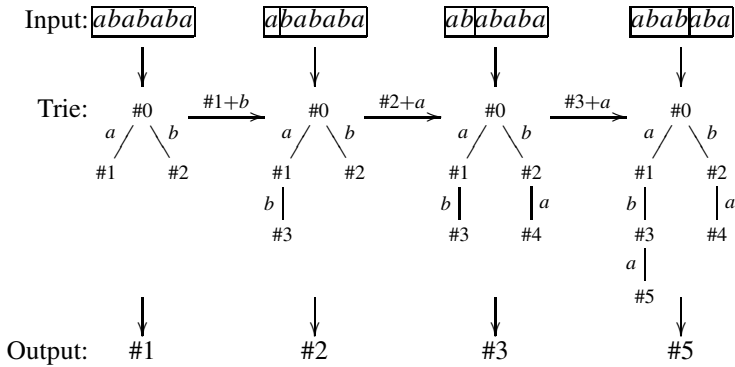 Input: abababa abababa abababa abababa
Trie: #0 #1+b #0 #2+a #0 #3+a #0
a b a b a b a b
#1 #2 #1 #2 #1 #2 #1 #2
b b a b a
#3 #3 #4 #3 #4
a
#5
Output: #1 #2 #3 #5